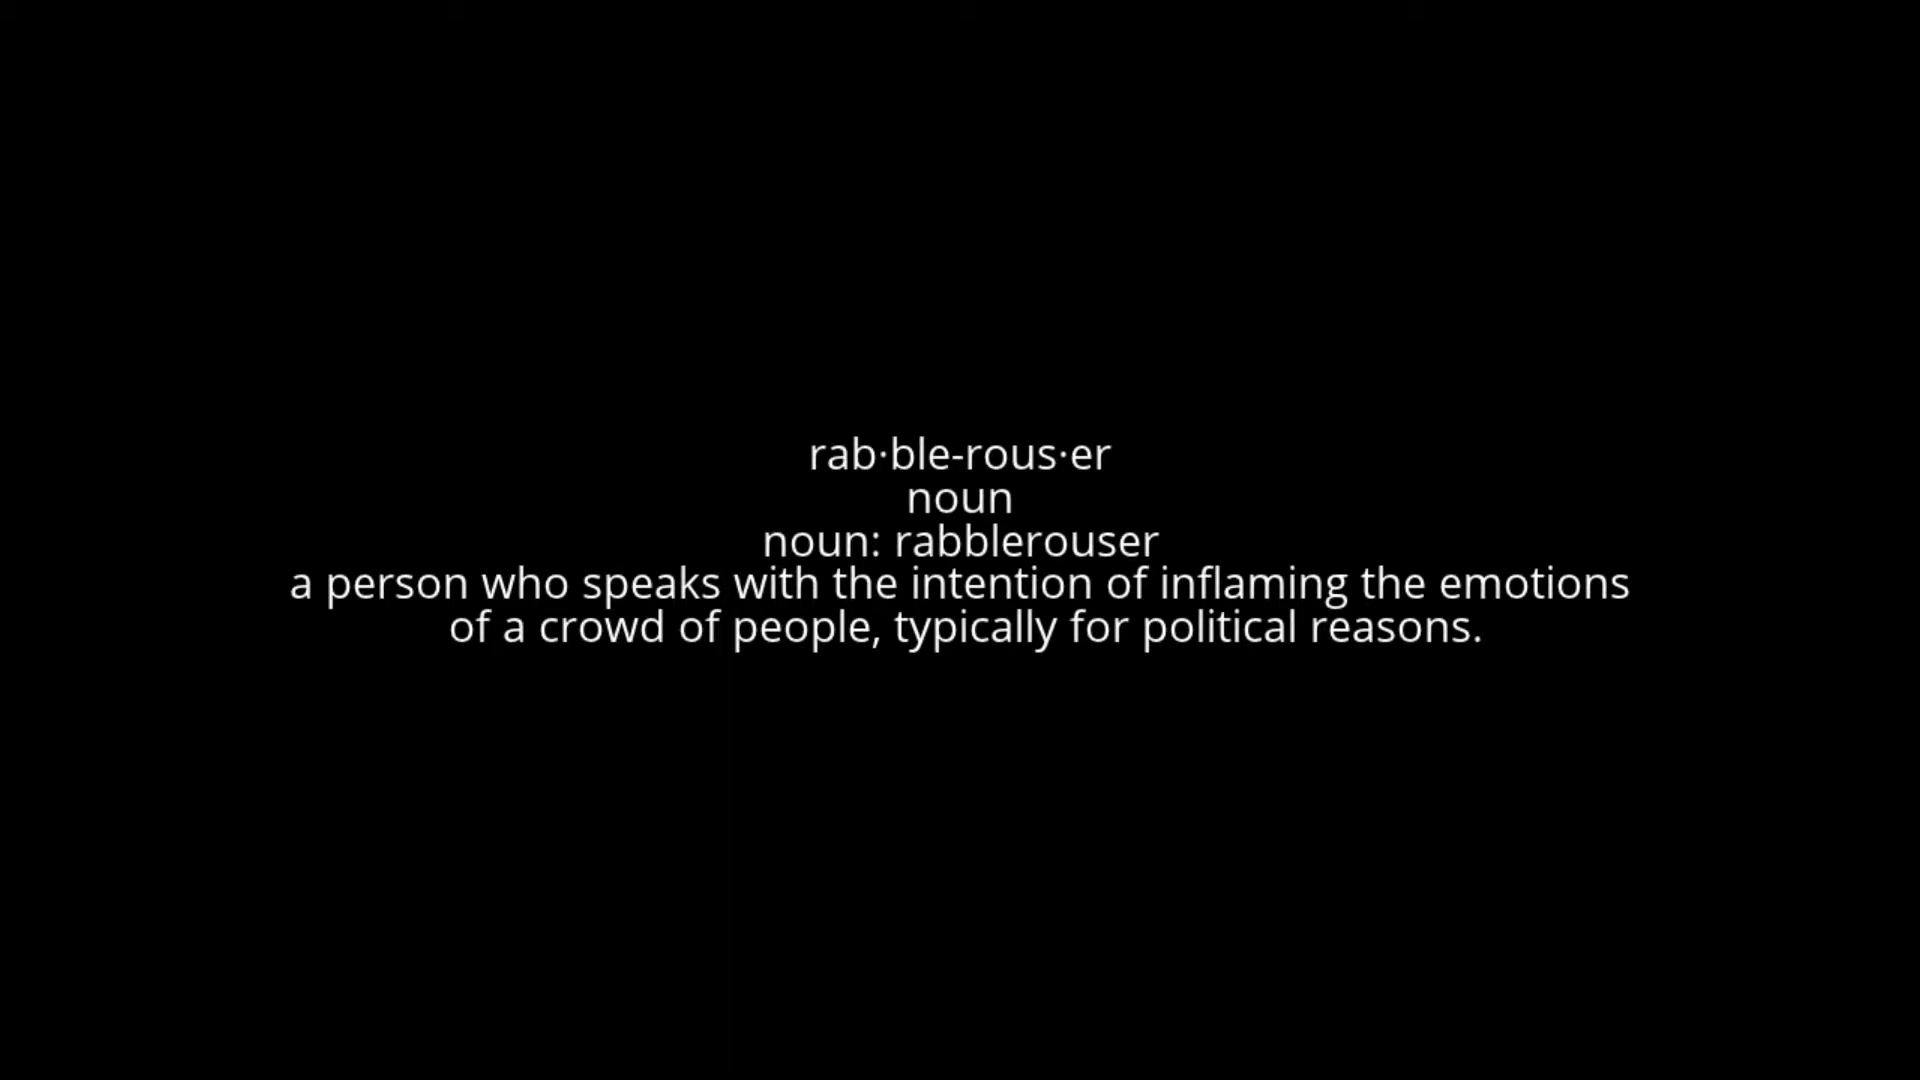 rab·ble-rous·er
noun
noun: rabblerouser
a person who speaks with the intention of inflaming the emotions
of a crowd of people, typically for political reasons.